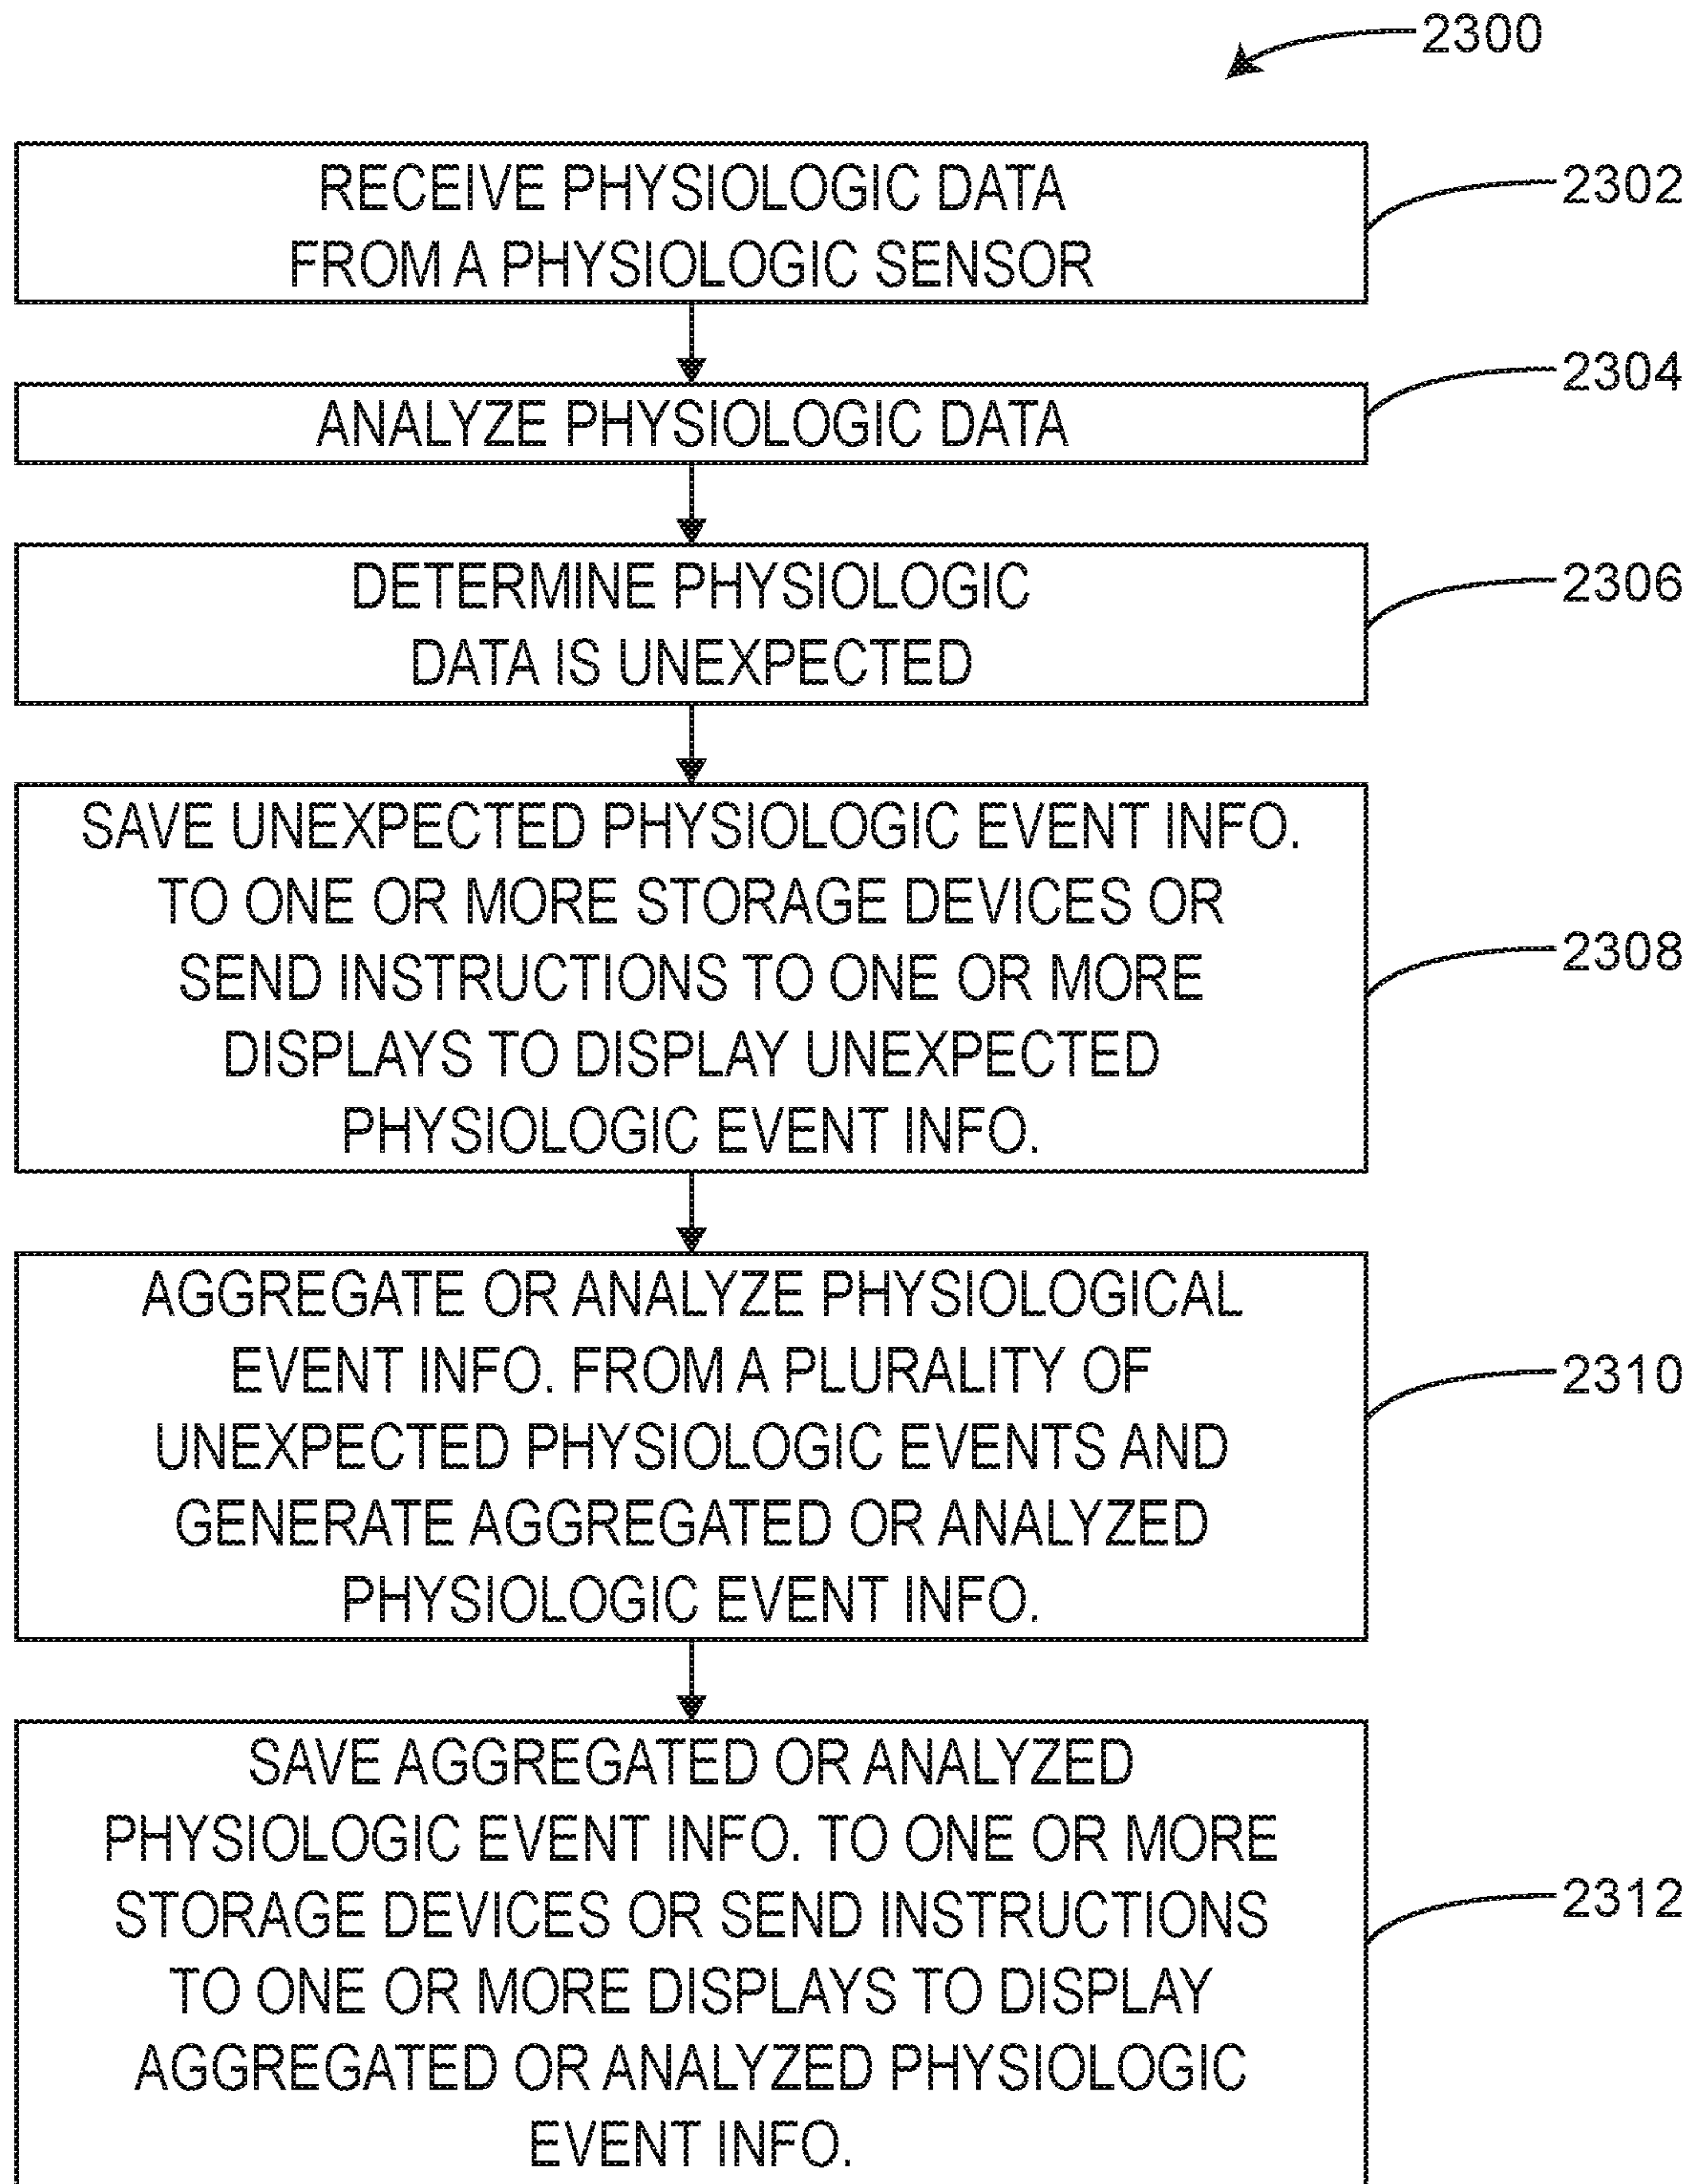 2300
RECEIVE PHYSIOLOGIC DATA
FROM A PHYSIOLOGIC SENSOR
2302
ANALYZE PHYSIOLOGIC DATA
2304
DETERMINE PHYSIOLOGIC
DATA IS UNEXPECTED
2306
SAVE UNEXPECTED PHYSIOLOGIC EVENT INFO.
TO ONE OR MORE STORAGE DEVICES OR
SEND INSTRUCTIONS TO ONE OR MORE
DISPLAYS TO DISPLAY UNEXPECTED
PHYSIOLOGIC EVENT INFO.
2308
AGGREGATE OR ANALYZE PHYSIOLOGICAL
EVENT INFO. FROM A PLURALITY OF
UNEXPECTED PHYSIOLOGIC EVENTS AND
GENERATE AGGREGATED OR ANALYZED
PHYSIOLOGIC EVENT INFO.
2310
SAVE AGGREGATED OR ANALYZED
PHYSIOLOGIC EVENT INFO. TO ONE OR MORE
STORAGE DEVICES OR SEND INSTRUCTIONS
TO ONE OR MORE DISPLAYS TO DISPLAY
AGGREGATED OR ANALYZED PHYSIOLOGIC
EVENT INFO.
2312